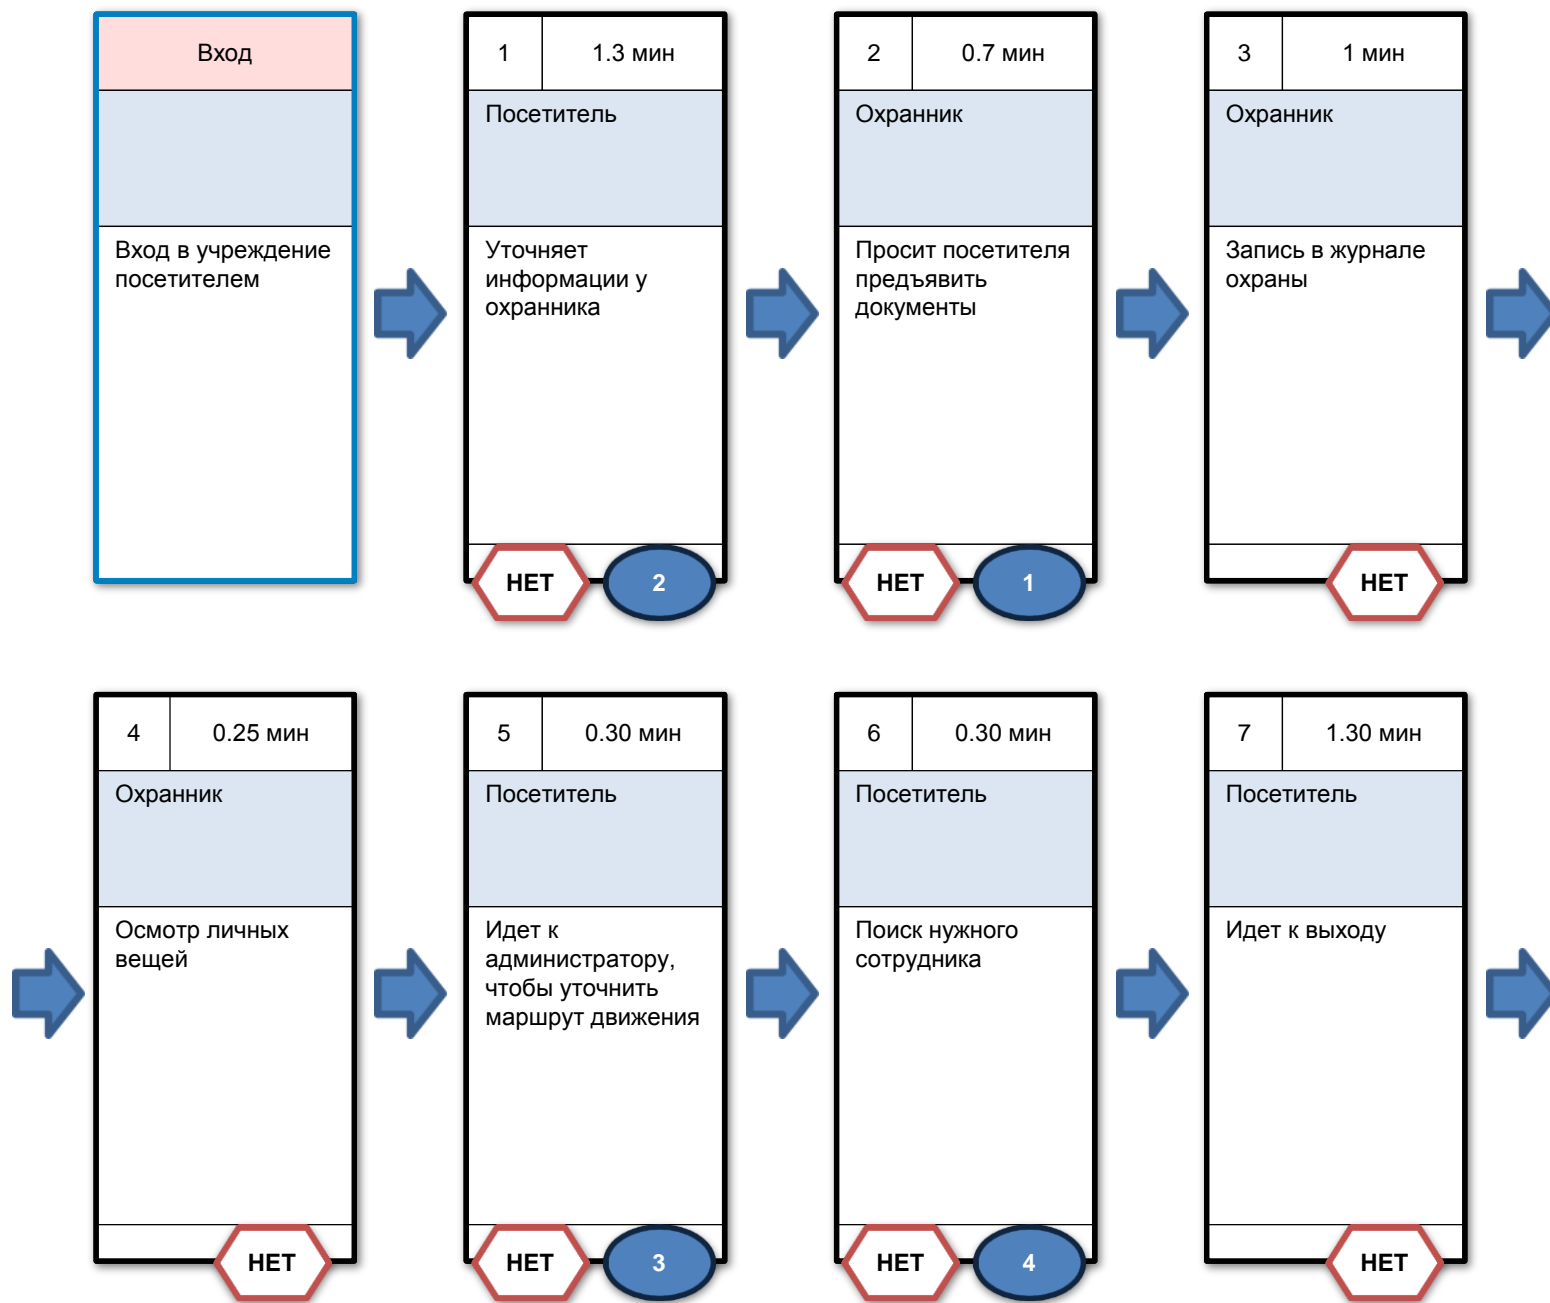 Вход
Вход в учреждение
посетителем
1
1.3 мин
Посетитель
Уточняет
информации у
охранника
НЕТ
2
2
0.7 мин
Охранник
Просит посетителя
предъявить
документы
НЕТ
1
3
1 мин
Охранник
Запись в журнале
охраны
НЕТ
4
0.25 мин
Охранник
Осмотр личных
вещей
НЕТ
5
0.30 мин
Посетитель
Идет к
администратору,
чтобы уточнить
маршрут движения
НЕТ
3
6
0.30 мин
Посетитель
Поиск нужного
сотрудника
НЕТ
4
7
1.30 мин
Посетитель
Идет к выходу
НЕТ